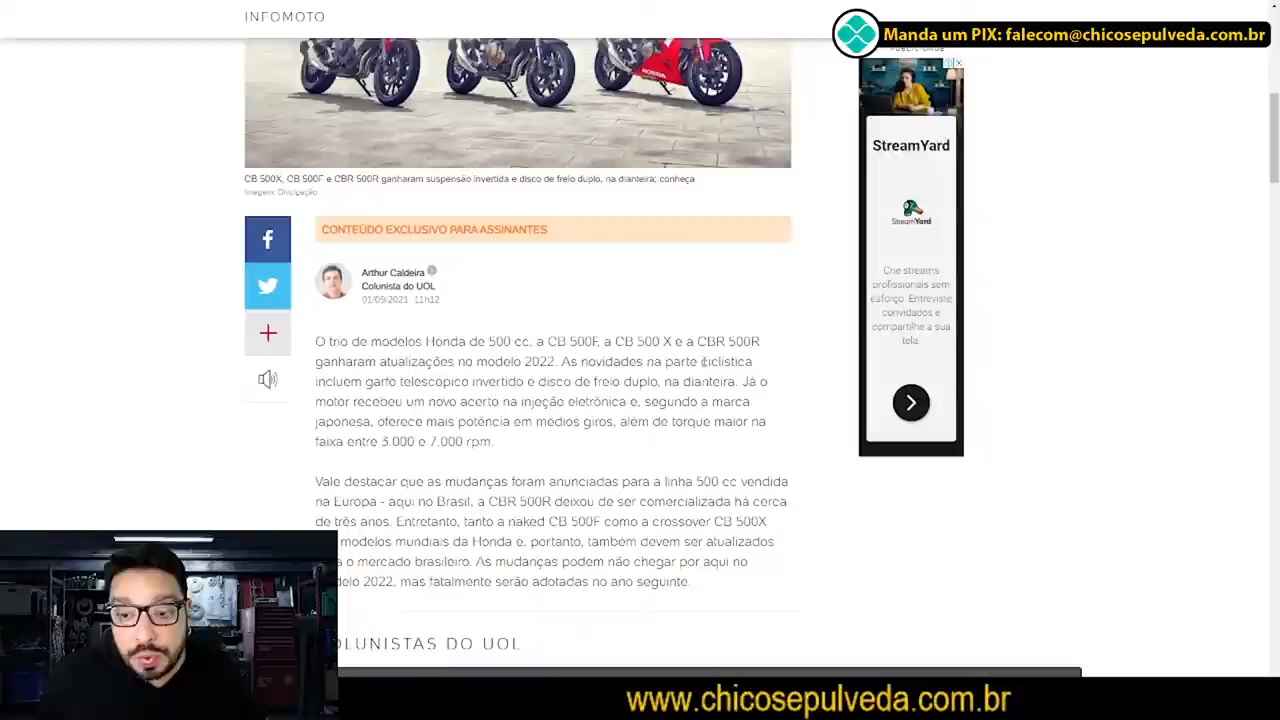 INFOMOTO
Manda um PIX: falecom@chicosepulveda.com.br
HONDA
CB 500X, CB 500F e CBR 500R ganharam suspensão invertida e disco de freio duplo, na dianteira; conheça
Imagem: Divulgação
CONTEÚDO EXCLUSIVO PARA ASSINANTES
Arthur Caldeira
Colunista do UOL
01/09/2021 11h12
O trio de modelos Honda de 500 cc, a CB 500F, a CB 500 X e a CBR 500R
ganharam atualizações no modelo 2022. As novidades na parte ciclística
incluem garfo telescópico invertido e disco de freio duplo, na dianteira. Já o
motor recebeu um novo acerto na injeção eletrônica e, segundo a marca
japonesa, oferece mais potência em médios giros, além de torque maior na
faixa entre 3.000 e 7.000 rpm.
Vale destacar que as mudanças foram anunciadas para a linha 500 cc vendida
na Europa - aqui no Brasil, a CBR 500R deixou de ser comercializada há cerca
de três anos. Entretanto, tanto a naked CB 500F como a crossover CB 500X
modelos mundiais da Honda e, portanto, também devem ser atualizados
o mercado brasileiro. As mudanças podem não chegar por aqui no
2022, mas fatalmente serão adotadas no ano seguinte.
OLUNISTAS DO UOL
StreamYard
StreamYard
Crie streams
profissionais sem
esforço. Entreviste
convidados e
compartilhe a sua
tela.
www.chicosepulveda.com.br